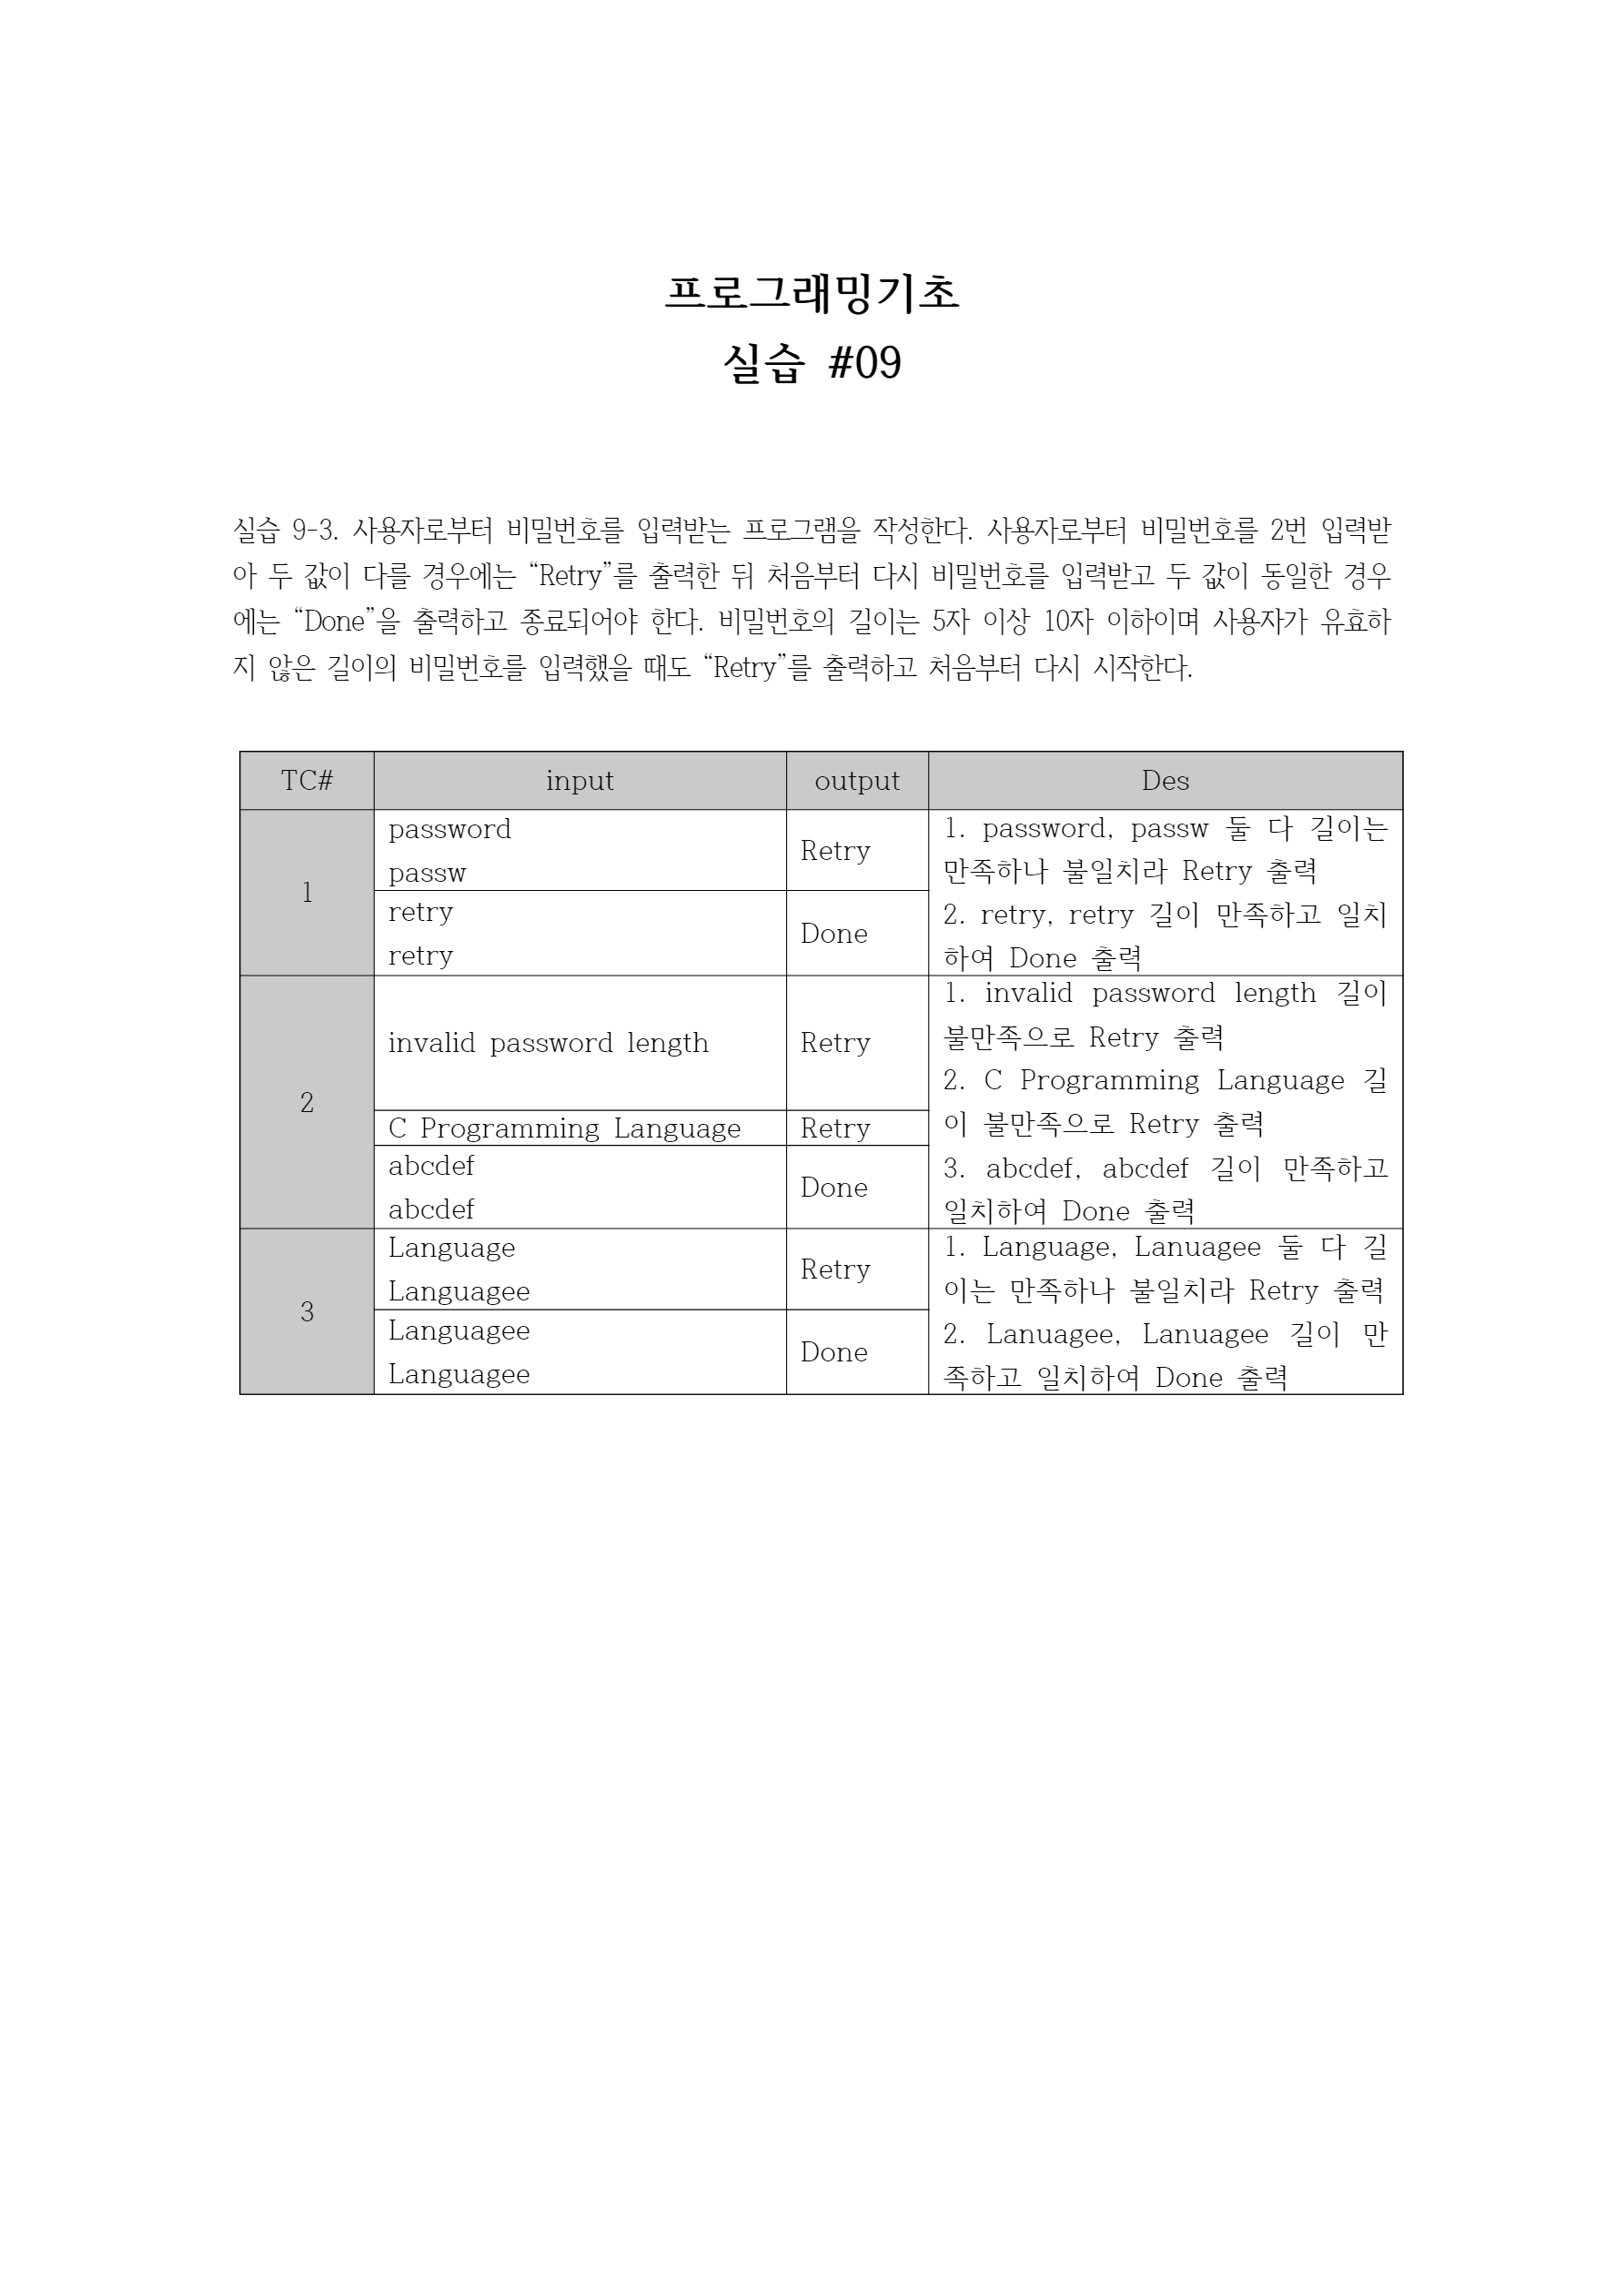 프로그래밍기초
실습 #09
실습 9-3. 사용자로부터 비밀번호를 입력받는 프로그램을 작성한다. 사용자로부터 비밀번호를 2번 입력받
아 두 값이 다를 경우에는 “Retry”를 출력한 뒤 처음부터 다시 비밀번호를 입력받고 두 값이 동일한 경우
에는 “Done”을 출력하고 종료되어야 한다. 비밀번호의 길이는 5자 이상 10자 이하이며 사용자가 유효하
지 않은 길이의 비밀번호를 입력했을 때도 “Retry”를 출력하고 처음부터 다시 시작한다.
TC# input output Des
1
password
passw
Retry
retry
retry
Done
1. password, passw 둘 다 길이는
만족하나 불일치라 Retry 출력
2. retry, retry 길이 만족하고 일치
하여 Done 출력
2
invalid password length
Retry
C Programming Language
Retry
abcdef
abcdef
Done
1. invalid password length 길이
불만족으로 Retry 출력
2. C Programming Language 길
이 불만족으로 Retry 출력
3. abcdef, abcdef 길이 만족하고
일치하여 Done 출력
3
Language
Languagee
Retry
Languagee
Languagee
Done
1. Language, Lanuagee 둘 다 길
이는 만족하나 불일치라 Retry 출력
2. Lanuagee, Lanuagee 길이 만
족하고 일치하여 Done 출력